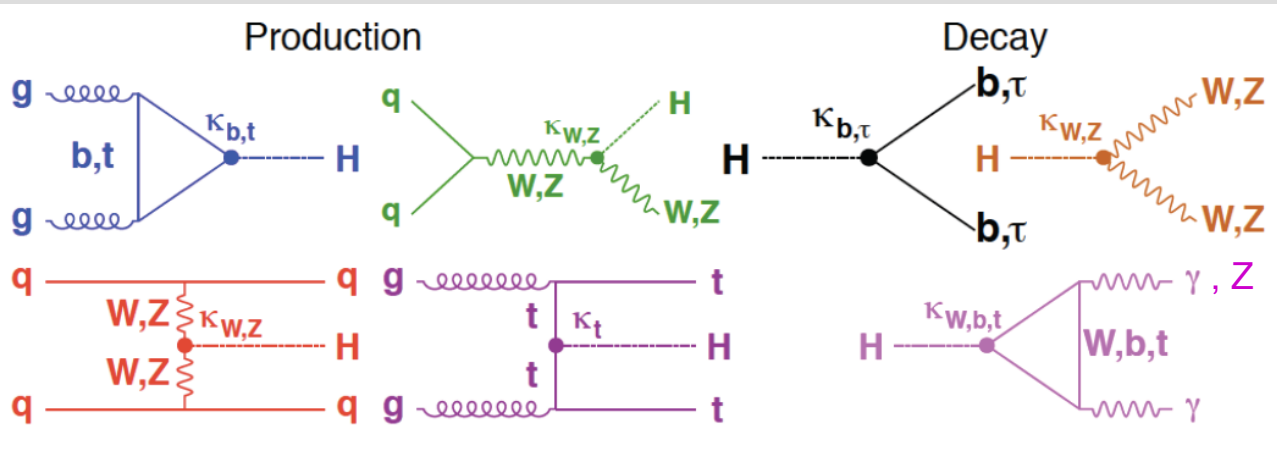 Production
Decay
g
b,t
g
κb,t
H
q
q
κW,Z
W,Z
H
W,Z
H
κb,τ
b,τ
b,τ
H
κW,Z
W,Z
W,Z
q
q
W,Z
κW,Z
H
W,Z
q
q
g
t
t
κt
H
t
g
t
H
κW,b,t
W,b,t
γ , Z
γ